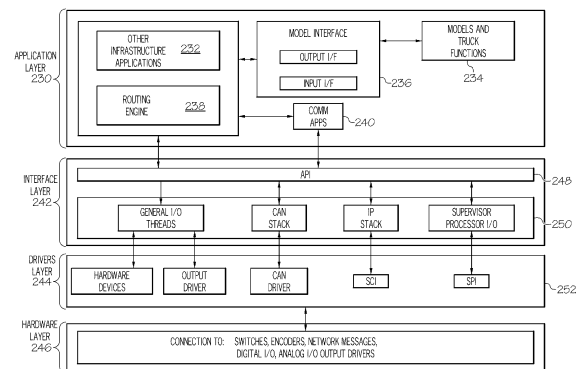 APPLICATION
LAYER
230
OTHER
INFRASTRUCTURE
APPLICATIONS
232
ROUTING
ENGINE
238
MODEL INTERFACE
OUTPUT I/F
INPUT I/F
236
MODELS AND
TRUCK
FUNCTIONS
234
COMM
APPS
240
INTERFACE
LAYER
242
API
248
GENERAL I/O
THREADS
CAN
STACK
IP
STACK
SUPERVISOR
PROCESSOR I/O
250
DRIVERS
LAYER
244
HARDWARE
DEVICES
OUTPUT
DRIVER
CAN
DRIVER
SCI
SPI
252
HARDWARE
LAYER
246
CONNECTION TO: SWITCHES, ENCODERS, NETWORK MESSAGES,
DIGITAL I/O, ANALOG I/O OUTPUT DRIVERS